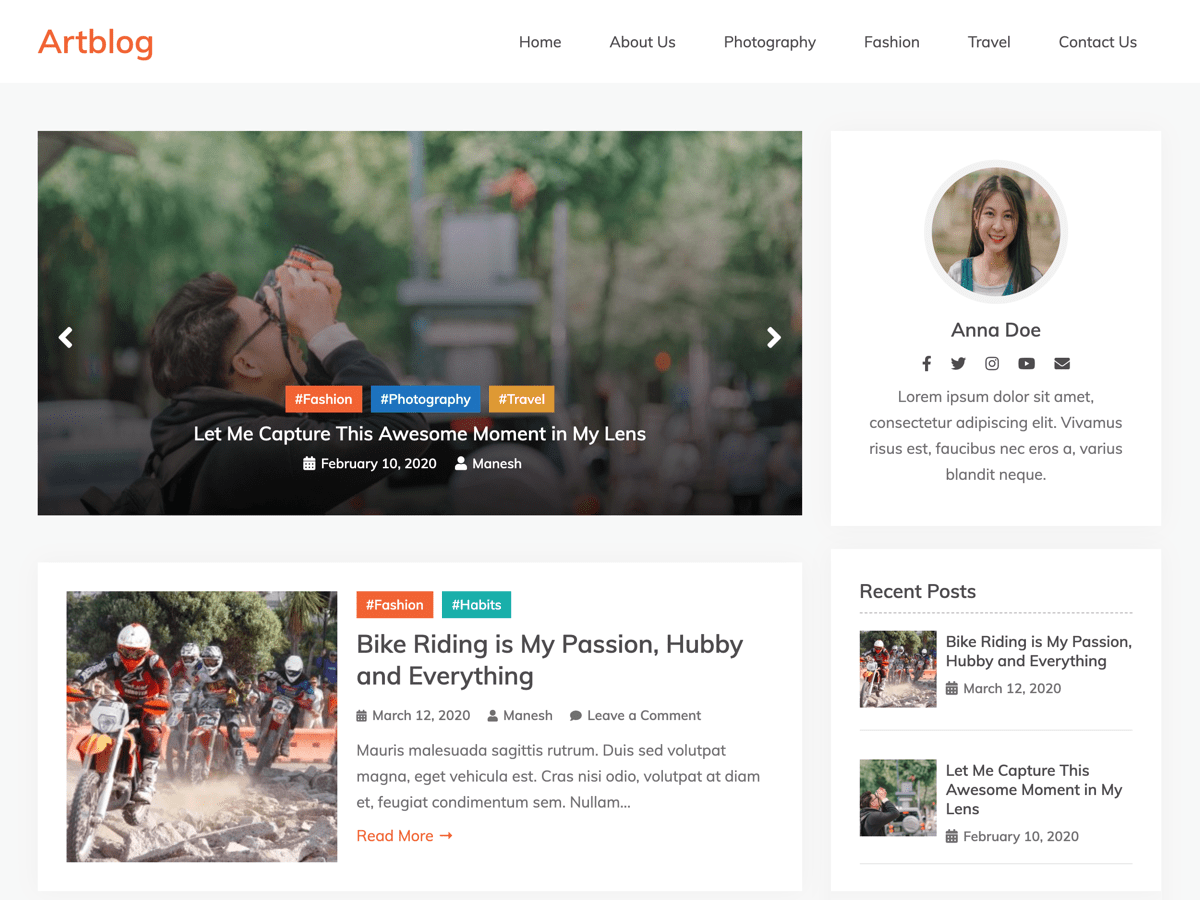 Artblog
Home About Us Photography Fashion Travel Contact Us
#Fashion #Photography #Travel
Let Me Capture This Awesome Moment in My Lens
February 10, 2020 Manesh
Anna Doe
Lorem ipsum dolor sit amet,
consectetur adipiscing elit. Vivamus
risus est, faucibus nec eros a, varius
blandit neque.
#Fashion #Habits
Bike Riding is My Passion, Hubby
and Everything
March 12, 2020 Manesh Leave a Comment
Mauris malesuada sagittis rutrum. Duis sed volutpat
magna, eget vehicula est. Cras nisi odio, volutpat at diam
et, feugiat condimentum sem. Nullam...
Read More →
Recent Posts
Bike Riding is My Passion,
Hubby and Everything
March 12, 2020
Let Me Capture This
Awesome Moment in My
Lens
February 10, 2020